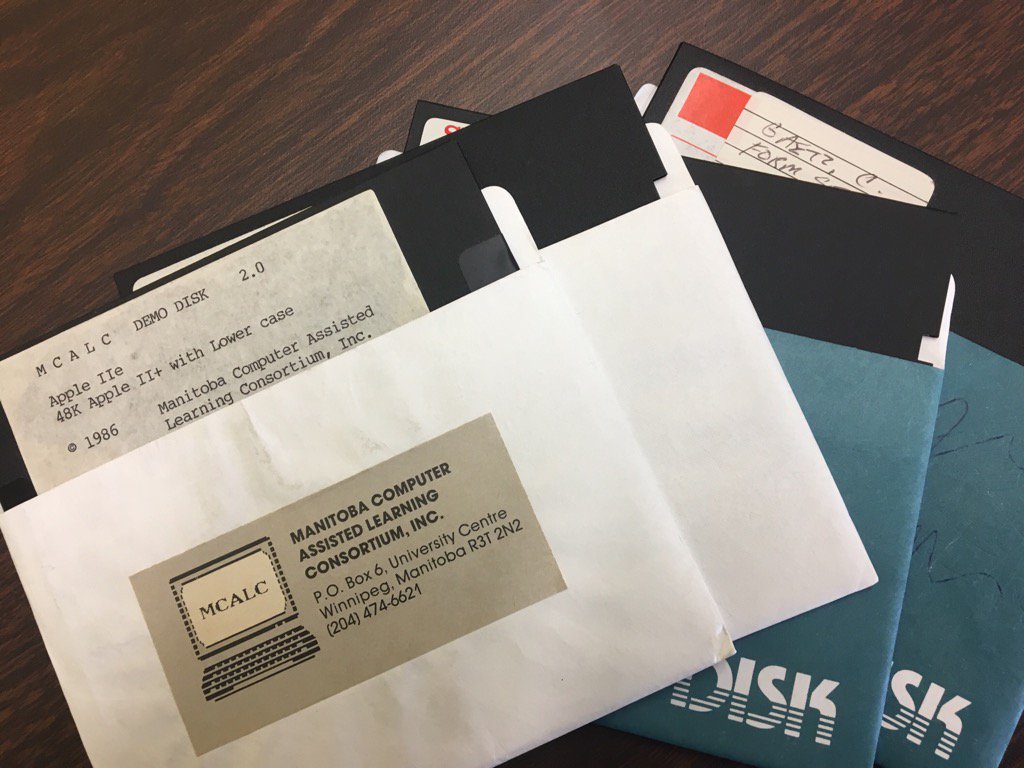 M C A L C DEMO DISK 2.0
Apple IIe
48K Apple II+ with Lower case
© 1986 Manitoba Computer Assisted
Learning Consortium, Inc.
MCALC
MANITOBA COMPUTER
ASSISTED LEARNING
CONSORTIUM, INC.
P.O. Box 6, University Centre
Winnipeg, Manitoba R3T 2N2
(204) 474-6621
C.
FORM
DISK
sk